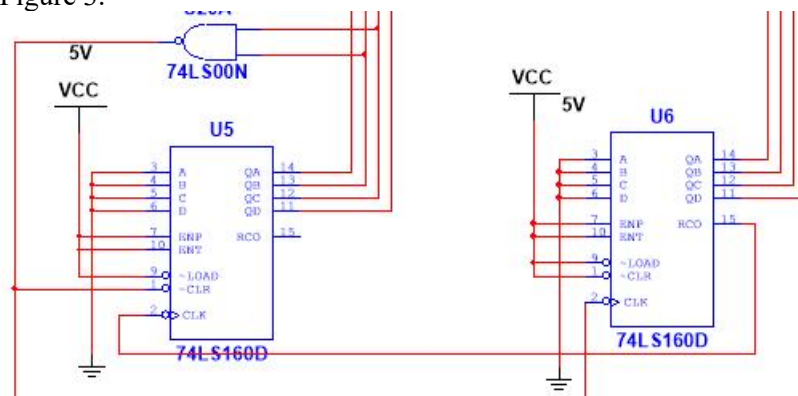 Figure 3.
U20A
5V
74LS00N
VCC
VCC
5V
U5
U6
3 A QA 14
4 B QB 13
5 C QC 12
6 D QD 11
7 ENP RCO 15
10 ENT
9 ~LOAD
1 ~CLR
2 CLK
74LS160D
3 A QA 14
4 B QB 13
5 C QC 12
6 D QD 11
7 ENP RCO 15
10 ENT
9 ~LOAD
1 ~CLR
2 CLK
74LS160D